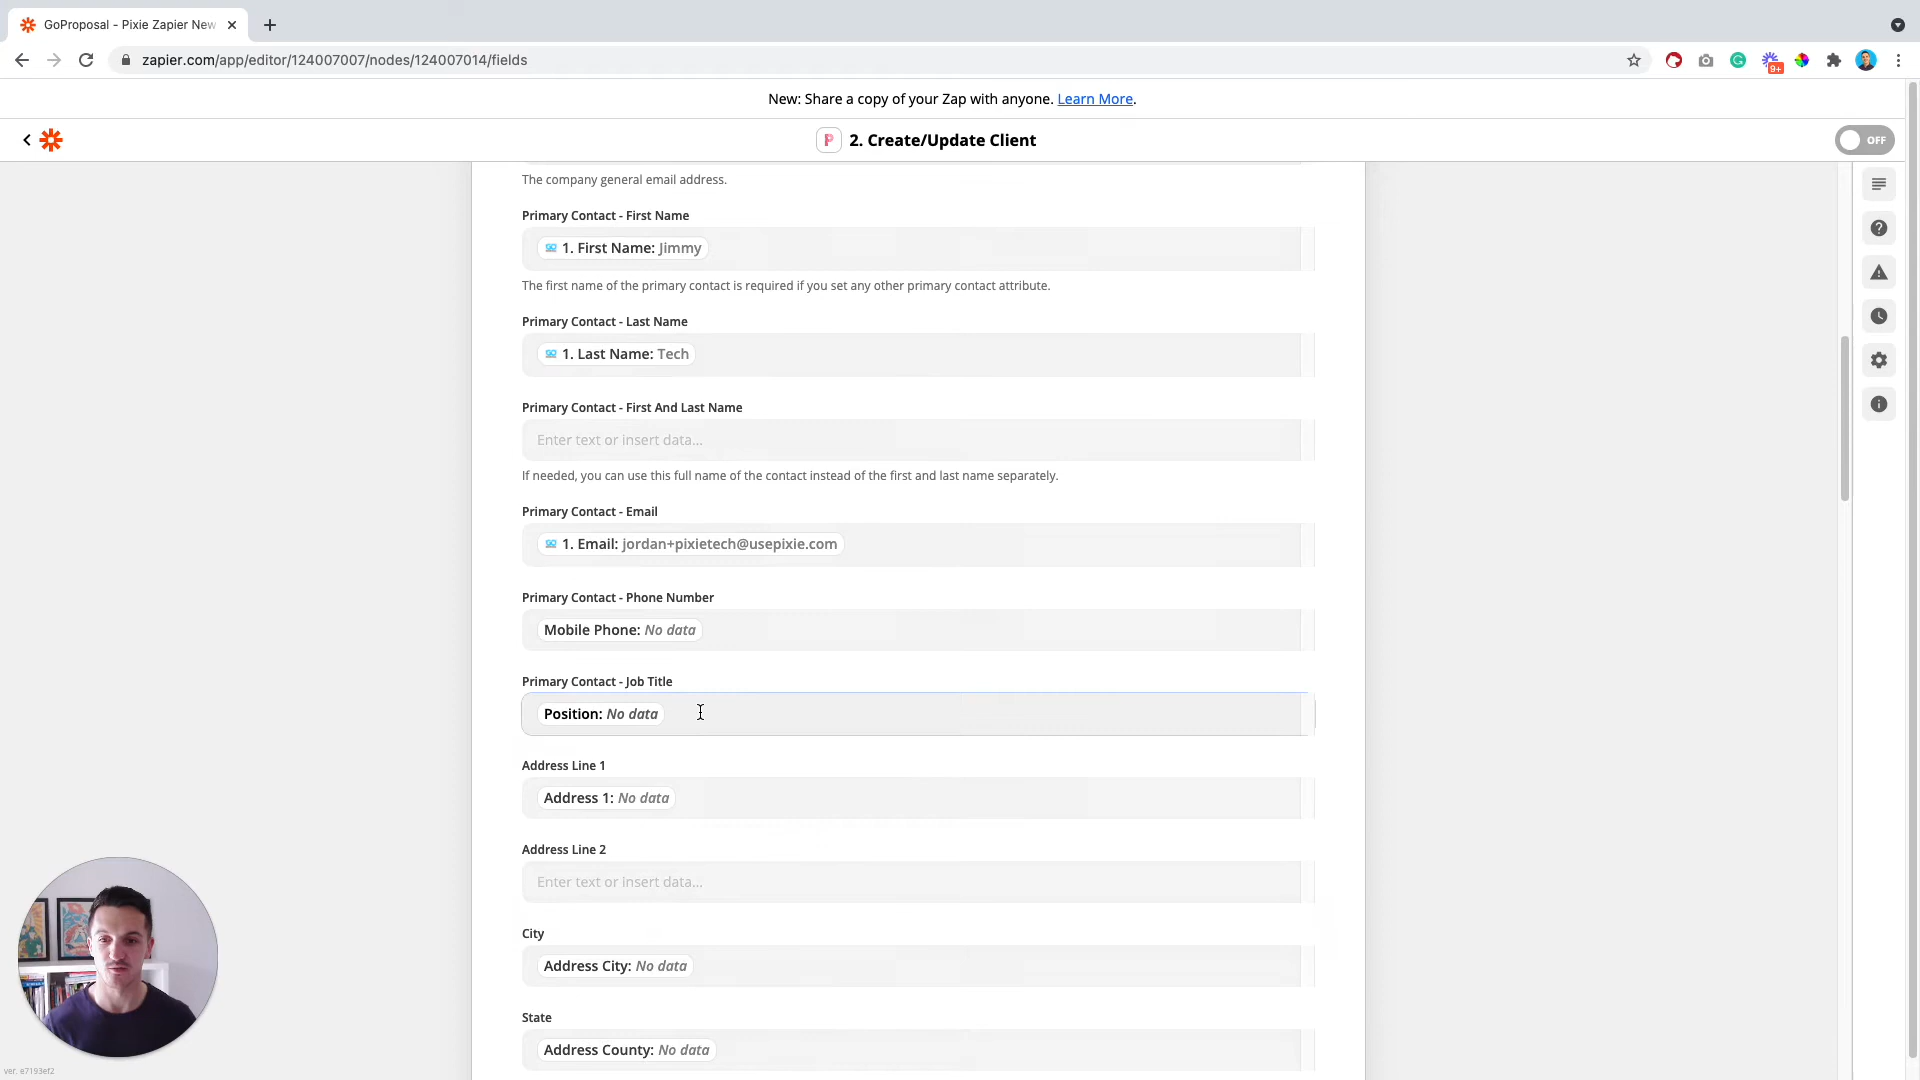 GoProposal - Pixie Zapier New
zapier.com/app/editor/124007007/nodes/124007014/fields
9+
New: Share a copy of your Zap with anyone. Learn More.
P
2. Create/Update Client
OFF
The company general email address.
Primary Contact - First Name
1. First Name: Jimmy
The first name of the primary contact is required if you set any other primary contact attribute.
Primary Contact - Last Name
1. Last Name: Tech
Primary Contact - First And Last Name
Enter text or insert data...
If needed, you can use this full name of the contact instead of the first and last name separately.
Primary Contact - Email
1. Email: jordan+pixietech@usepixie.com
Primary Contact - Phone Number
Mobile Phone: No data
Primary Contact - Job Title
Position: No data
Address Line 1
Address 1: No data
Address Line 2
Enter text or insert data...
City
Address City: No data
State
Address County: No data
ver. e7193ef2